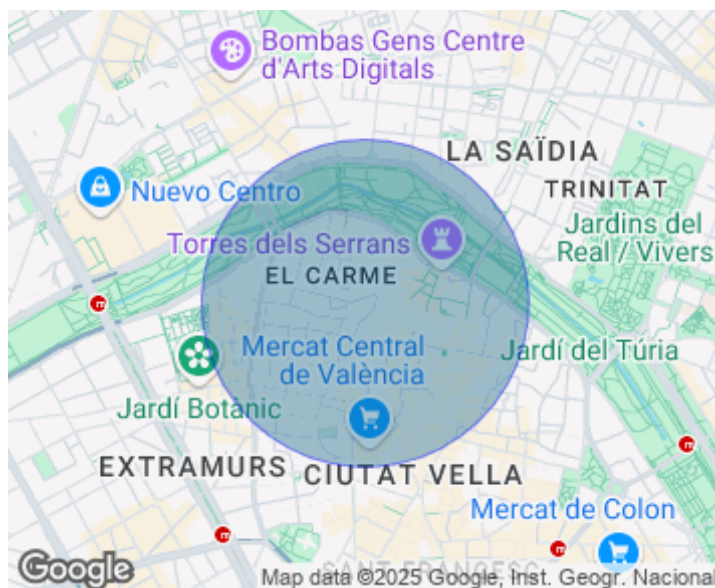 Bombas Gens Centre
d'Arts Digitals
LA SAÏDIA
Nuevo Centro
TRINITAT
Jardins del
Real / Vivers
Torres dels Serrans
EL CARME
Mercat Central
de València
Jardí del Túria
Jardí Botànic
EXTRAMURS
CIUTAT VELLA
Mercat de Colon
SANT FRANCESC
Google
Map data ©2025 Google, Inst. Geogr. Nacional